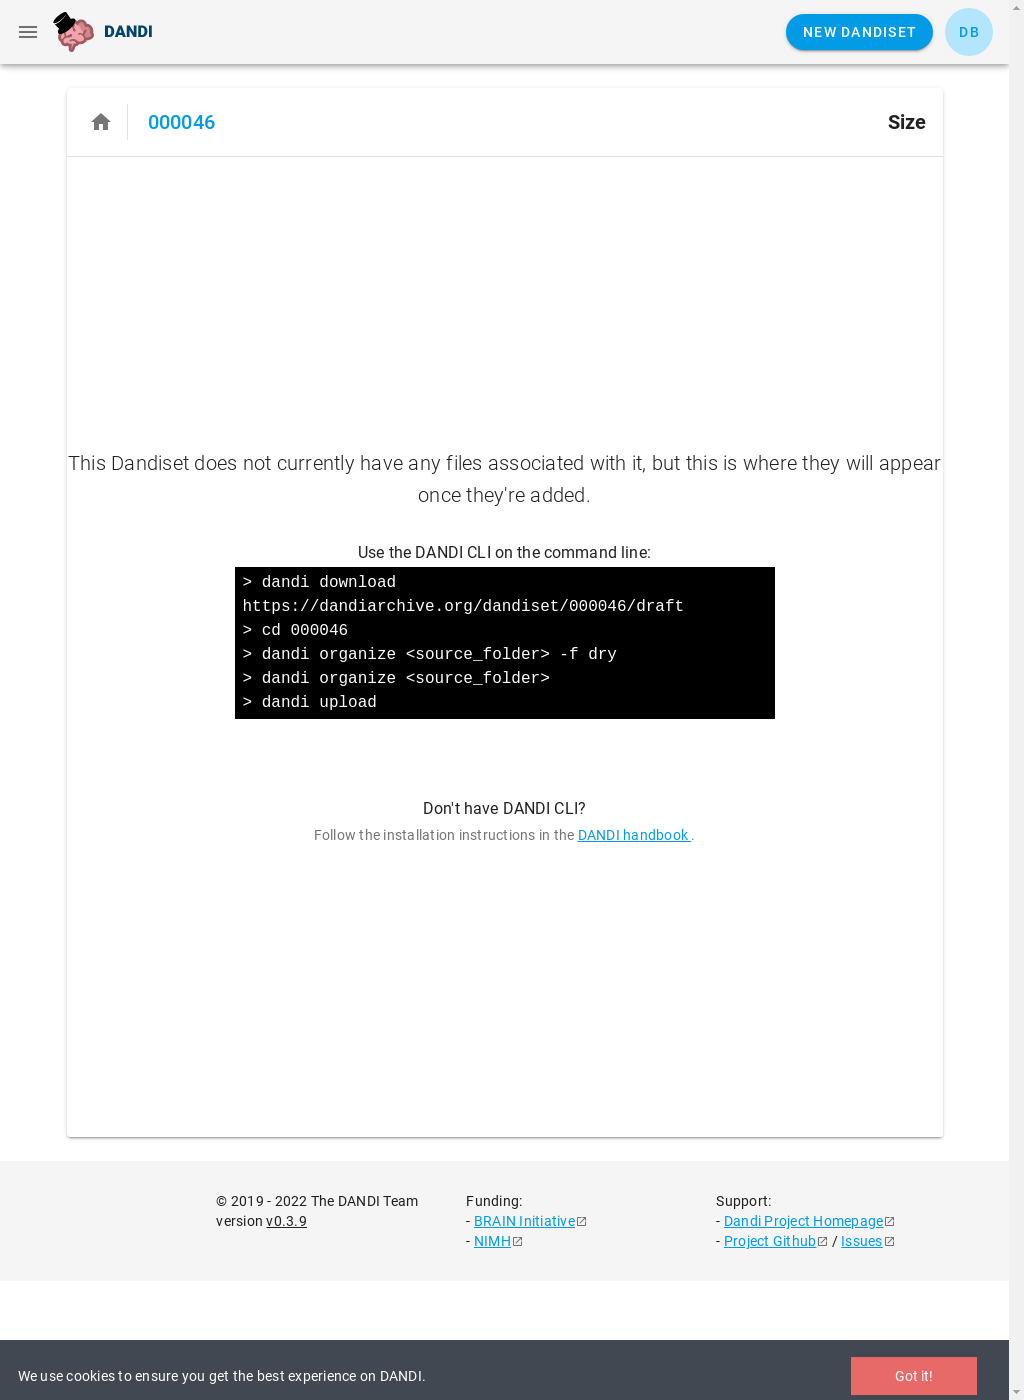 DANDI
NEW DANDISET
DB
000046
Size
This Dandiset does not currently have any files associated with it, but this is where they will appear
once they're added.
Use the DANDI CLI on the command line:
> dandi download
https://dandiarchive.org/dandiset/000046/draft
> cd 000046
> dandi organize <source_folder> -f dry
> dandi organize <source_folder>
> dandi upload
Don't have DANDI CLI?
Follow the installation instructions in the DANDI handbook .
© 2019 - 2022 The DANDI Team
version v0.3.9
Funding:
- BRAIN Initiative
- NIMH
Support:
- Dandi Project Homepage
- Project Github / Issues
We use cookies to ensure you get the best experience on DANDI.
Got it!